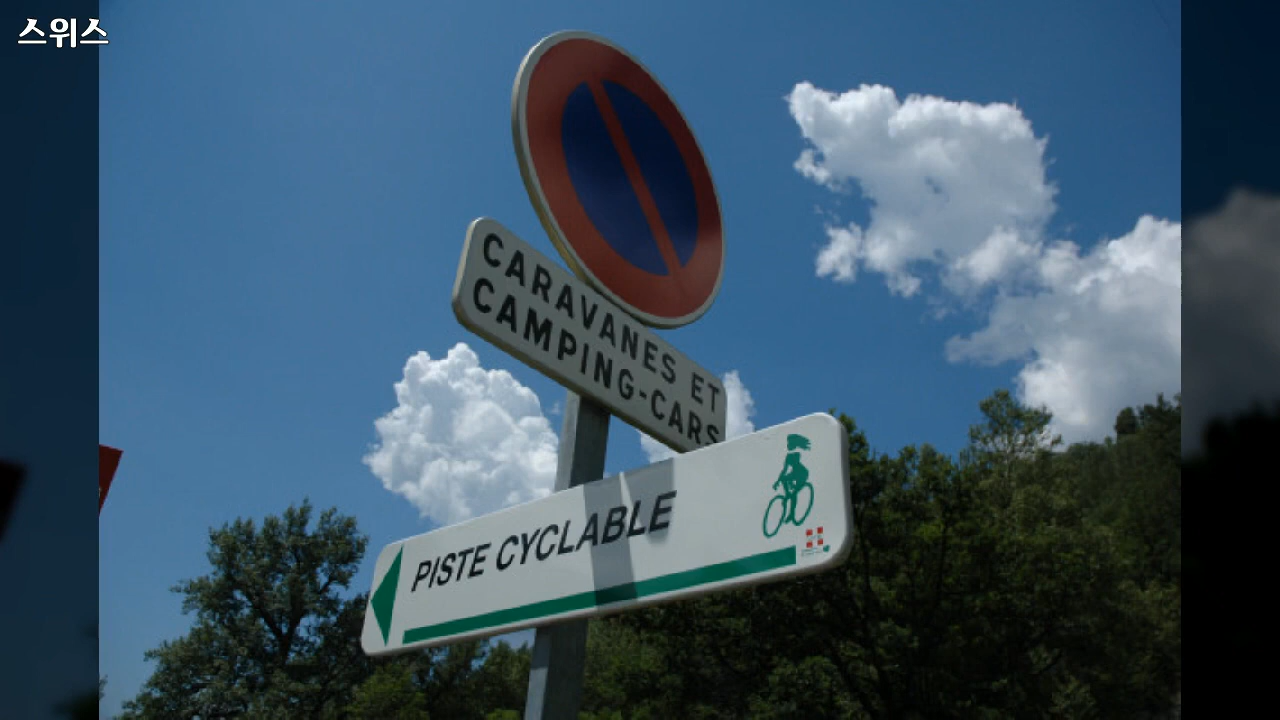 스위스
CARAVANES ET
CAMPING-CARS
PISTE CYCLABLE